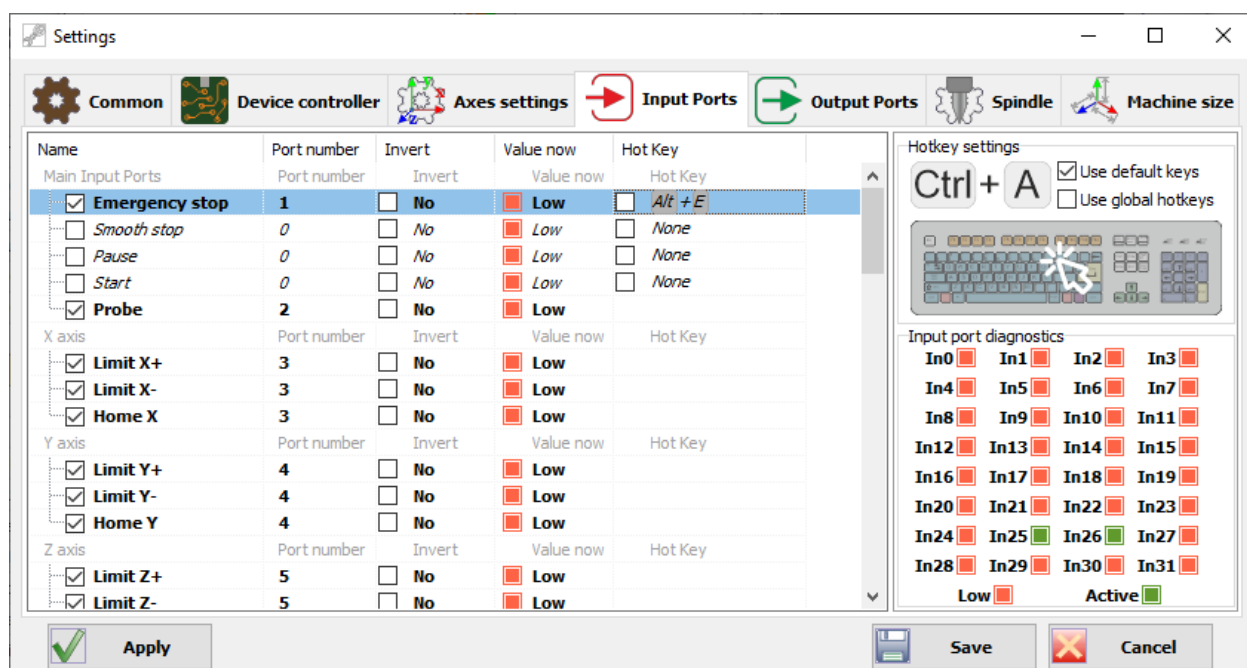 Settings
Common Device controller Axes settings Input Ports Output Ports Spindle Machine size
Name Port number Invert Value now Hot Key
Main Input Ports Port number Invert Value now Hot Key
Emergency stop 1 No Low Alt + E
Smooth stop 0 No Low None
Pause 0 No Low None
Start 0 No Low None
Probe 2 No Low
X axis Port number Invert Value now Hot Key
Limit X+ 3 No Low
Limit X- 3 No Low
Home X 3 No Low
Y axis Port number Invert Value now Hot Key
Limit Y+ 4 No Low
Limit Y- 4 No Low
Home Y 4 No Low
Z axis Port number Invert Value now Hot Key
Limit Z+ 5 No Low
Limit Z- 5 No Low
Hotkey settings
Ctrl + A
Use default keys
Use global hotkeys
Input port diagnostics
In0 In1 In2 In3
In4 In5 In6 In7
In8 In9 In10 In11
In12 In13 In14 In15
In16 In17 In18 In19
In20 In21 In22 In23
In24 In25 In26 In27
In28 In29 In30 In31
Low Active
Apply Save Cancel